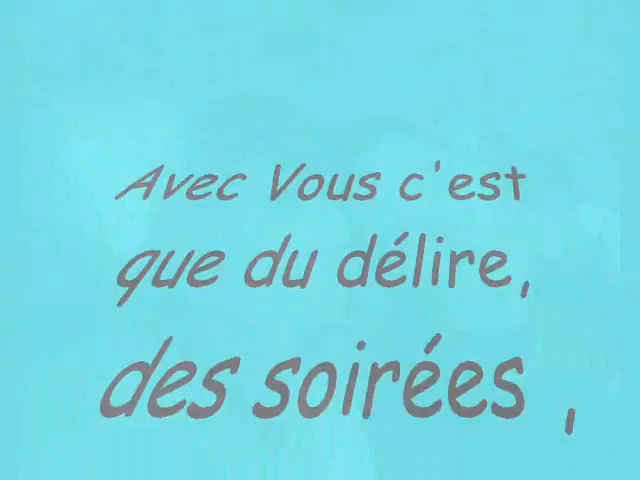 Avec Vous c'est
que du délire,
des soirées ,